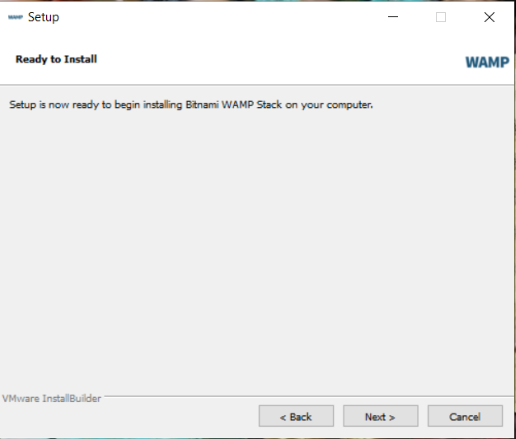 WAMP Setup
Ready to Install
WAMP
Setup is now ready to begin installing Bitnami WAMP Stack on your computer.
VMware InstallBuilder
< Back
Next >
Cancel